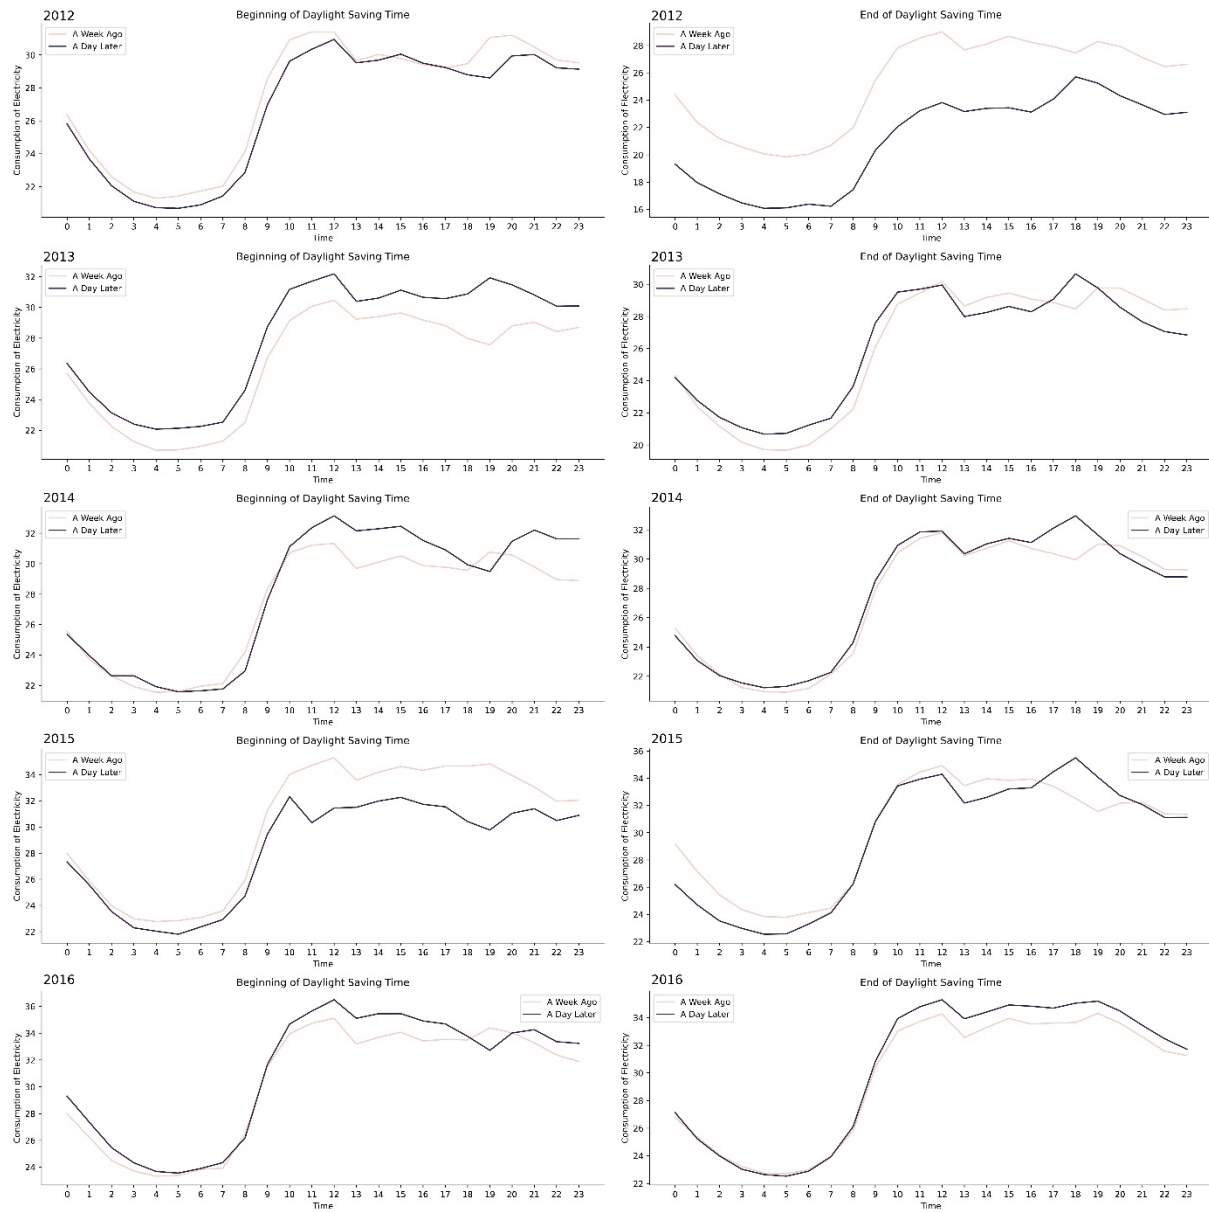 2012
Beginning of Daylight Saving Time
A Week Ago
A Day Later
Consumption of Electricity
30
28
26
24
22
0 1 2 3 4 5 6 7 8 9 10 11 12 13 14 15 16 17 18 19 20 21 22 23
Time
2012
End of Daylight Saving Time
A Week Ago
A Day Later
Consumption of Electricity
28
26
24
22
20
18
16
0 1 2 3 4 5 6 7 8 9 10 11 12 13 14 15 16 17 18 19 20 21 22 23
Time
2013
Beginning of Daylight Saving Time
A Week Ago
A Day Later
Consumption of Electricity
32
30
28
26
24
22
0 1 2 3 4 5 6 7 8 9 10 11 12 13 14 15 16 17 18 19 20 21 22 23
Time
2013
End of Daylight Saving Time
A Week Ago
A Day Later
Consumption of Electricity
30
28
26
24
22
20
0 1 2 3 4 5 6 7 8 9 10 11 12 13 14 15 16 17 18 19 20 21 22 23
Time
2014
Beginning of Daylight Saving Time
A Week Ago
A Day Later
Consumption of Electricity
32
30
28
26
24
22
0 1 2 3 4 5 6 7 8 9 10 11 12 13 14 15 16 17 18 19 20 21 22 23
Time
2014
End of Daylight Saving Time
A Week Ago
A Day Later
Consumption of Electricity
32
30
28
26
24
22
0 1 2 3 4 5 6 7 8 9 10 11 12 13 14 15 16 17 18 19 20 21 22 23
Time
2015
Beginning of Daylight Saving Time
A Week Ago
A Day Later
Consumption of Electricity
34
32
30
28
26
24
22
0 1 2 3 4 5 6 7 8 9 10 11 12 13 14 15 16 17 18 19 20 21 22 23
Time
2015
End of Daylight Saving Time
A Week Ago
A Day Later
Consumption of Electricity
36
34
32
30
28
26
24
22
0 1 2 3 4 5 6 7 8 9 10 11 12 13 14 15 16 17 18 19 20 21 22 23
Time
2016
Beginning of Daylight Saving Time
A Week Ago
A Day Later
Consumption of Electricity
36
34
32
30
28
26
24
0 1 2 3 4 5 6 7 8 9 10 11 12 13 14 15 16 17 18 19 20 21 22 23
Time
2016
End of Daylight Saving Time
A Week Ago
A Day Later
Consumption of Electricity
34
32
30
28
26
24
22
0 1 2 3 4 5 6 7 8 9 10 11 12 13 14 15 16 17 18 19 20 21 22 23
Time